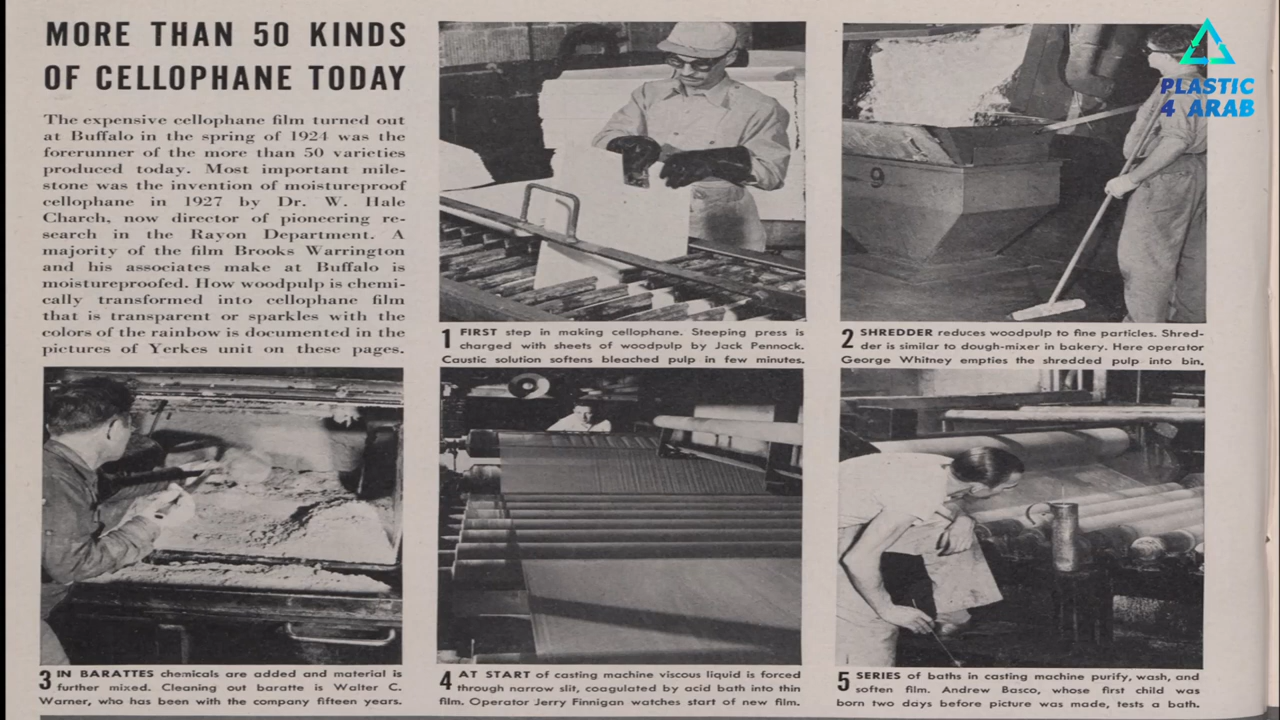 MORE THAN 50 KINDS
OF CELLOPHANE TODAY
The expensive cellophane film turned out
at Buffalo in the spring of 1924 was the
forerunner of the more than 50 varieties
produced today. Most important mile-
stone was the invention of moistureproof
cellophane in 1927 by Dr. W. Hale
Charch, now director of pioneering re-
search in the Rayon Department. A
majority of the film Brooks Warrington
and his associates make at Buffalo is
moistureproofed. How woodpulp is chemi-
cally transformed into cellophane film
that is transparent or sparkles with the
colors of the rainbow is documented in the
pictures of Yerkes unit on these pages.
9
PLASTIC
4 ARAB
1 FIRST step in making cellophane. Steeping press is
charged with sheets of woodpulp by Jack Pennock.
Caustic solution softens bleached pulp in few minutes.
2 SHREDDER reduces woodpulp to fine particles. Shred-
der is similar to dough-mixer in bakery. Here operator
George Whitney empties the shredded pulp into bin.
3 IN BARATTES chemicals are added and material is
further mixed. Cleaning out baratte is Walter C.
Warner, who has been with the company fifteen years.
4 AT START of casting machine viscous liquid is forced
through narrow slit, coagulated by acid bath into thin
film. Operator Jerry Finnigan watches start of new film.
5 SERIES of baths in casting machine purify, wash, and
soften film. Andrew Basco, whose first child was
born two days before picture was made, tests a bath.